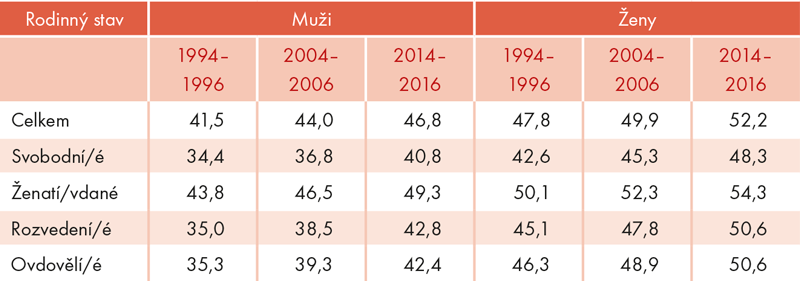 Rodinný stav Muži Ženy
1994– 2004– 2014– 1994– 2004– 2014–
1996 2006 2016 1996 2006 2016
Celkem 41,5 44,0 46,8 47,8 49,9 52,2
Svobodní/é 34,4 36,8 40,8 42,6 45,3 48,3
Ženatí/vdané 43,8 46,5 49,3 50,1 52,3 54,3
Rozvedení/é 35,0 38,5 42,8 45,1 47,8 50,6
Ovdovělí/é 35,3 39,3 42,4 46,3 48,9 50,6